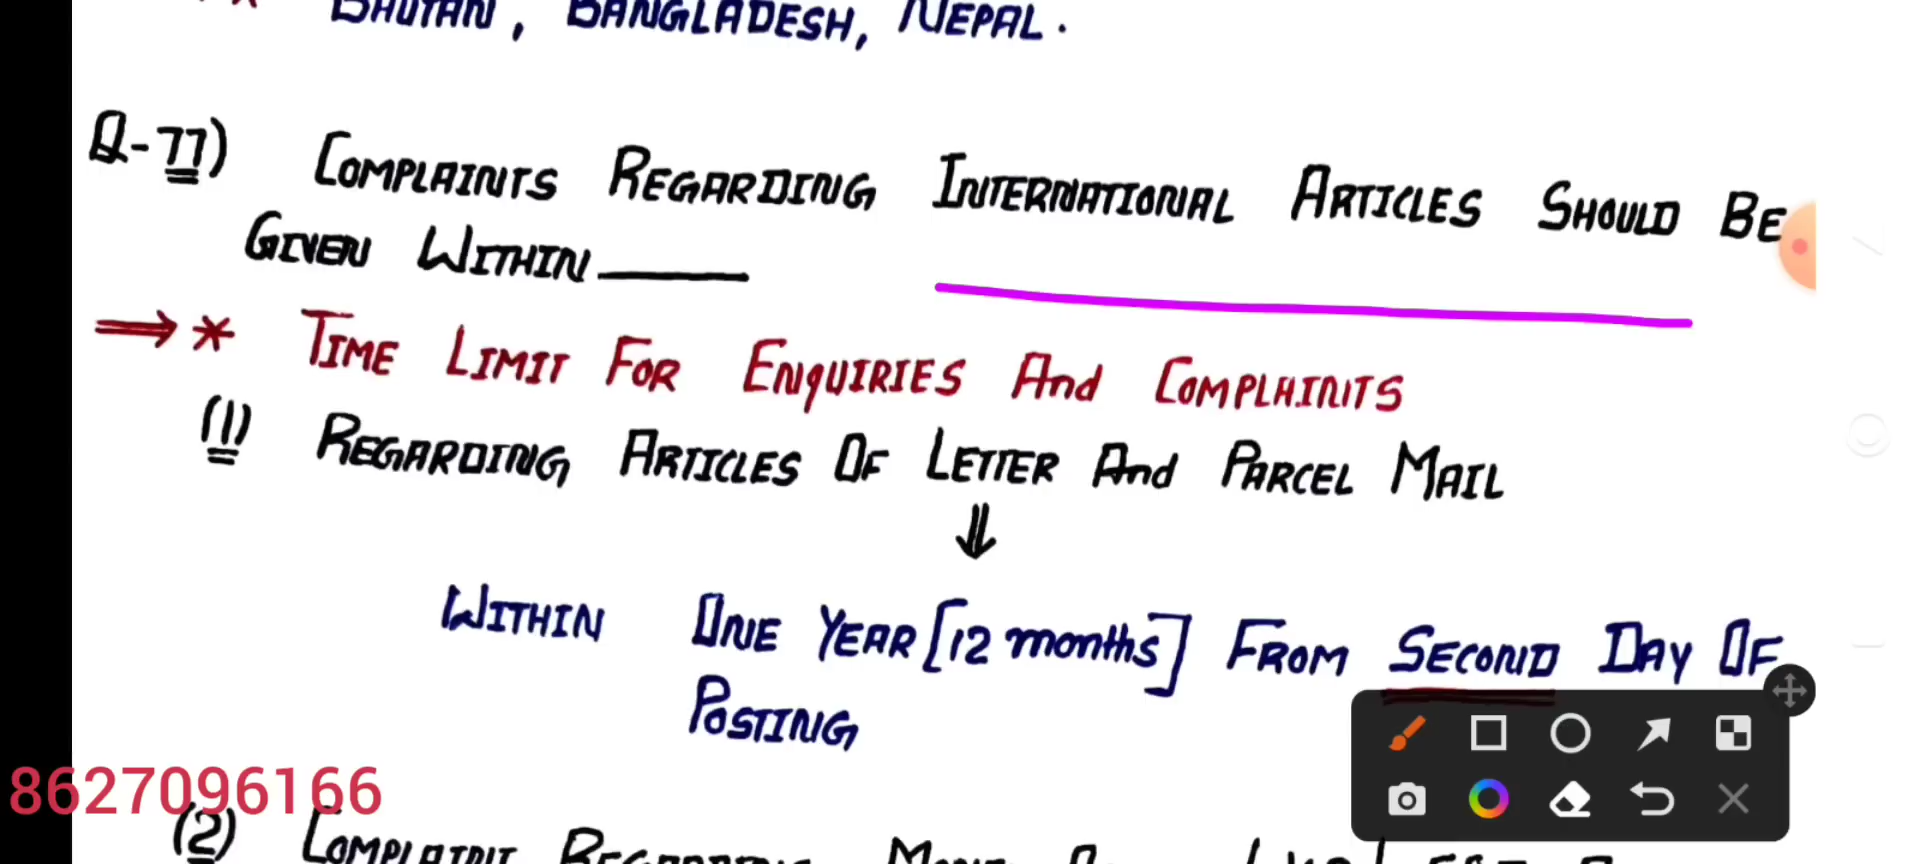 BHUTAN, BANGLADESH, NEPAL.
Q-77) COMPLAINTS REGARDING INTERNATIONAL ARTICLES SHOULD BE
GIVEN WITHIN ____
⇒ * TIME LIMIT FOR ENQUIRIES And COMPLAINTS
(1) REGARDING ARTICLES OF LETTER And PARCEL MAIL
⇓
WITHIN ONE YEAR [12 months] FROM SECOND DAY OF
POSTING
8627096166
(2) COMPLAINT REGARDING